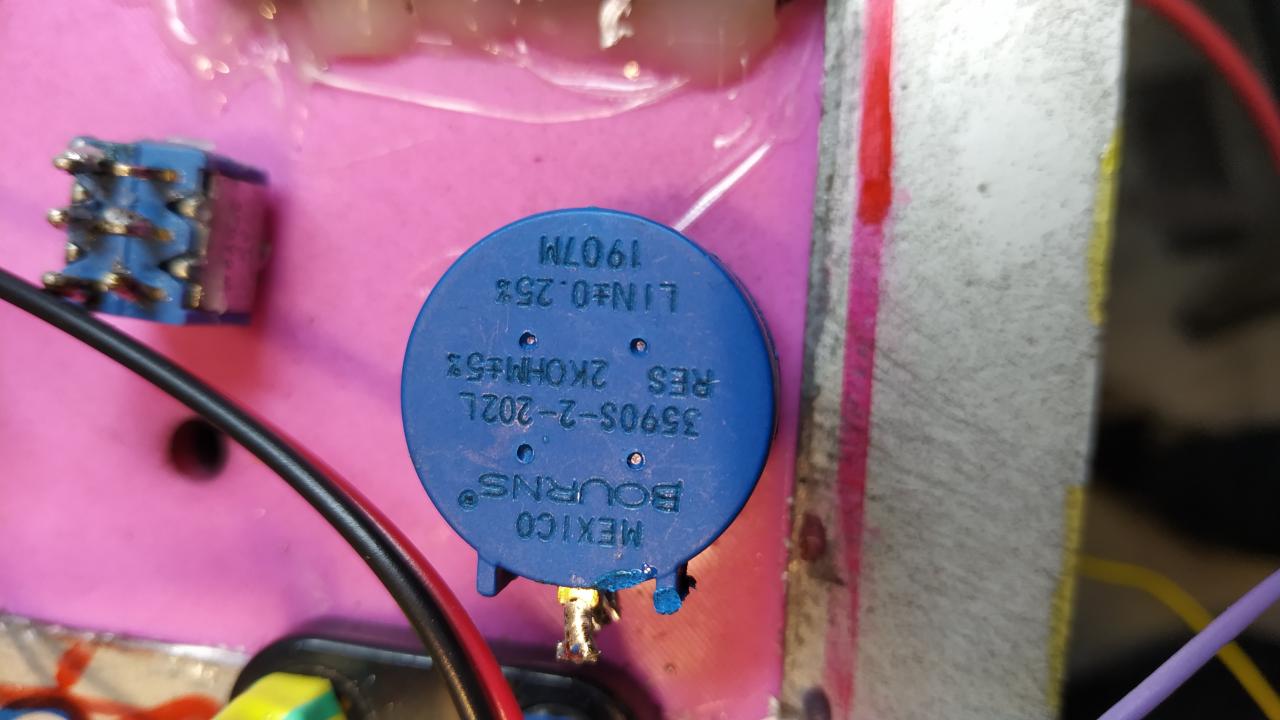 MEXICO
BOURNS®
3590S-2-202L
RES 2KOHM±5%
LIN±0.25%
1907M